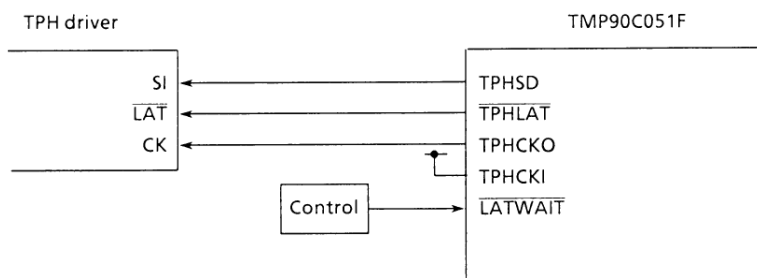 TPH driver TMP90C051F
SI TPHSD
LAT TPHLAT
CK TPHCKO
TPHCKI
Control LATWAIT